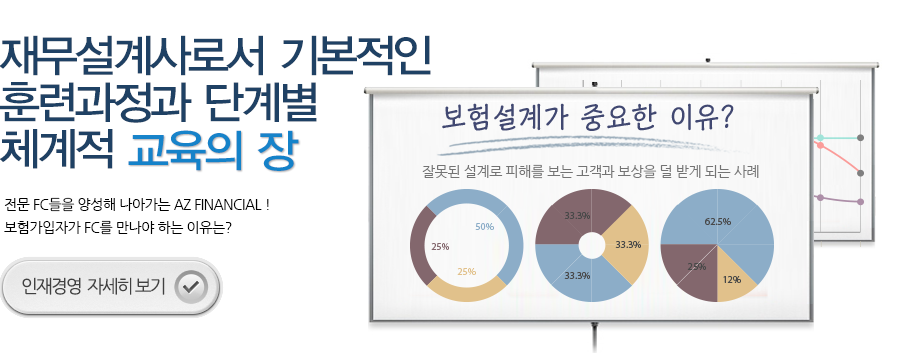 재무설계사로서 기본적인
훈련과정과 단계별
체계적 교육의 장
전문 FC들을 양성해 나아가는 AZ FINANCIAL !
보험가입자가 FC를 만나야 하는 이유는?
인재경영 자세히 보기
보험설계가 중요한 이유?
잘못된 설계로 피해를 보는 고객과 보상을 덜 받게 되는 사례
50%
25%
25%
33.3%
33.3%
33.3%
62.5%
25%
12%